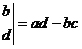 b
d| = ad - bc